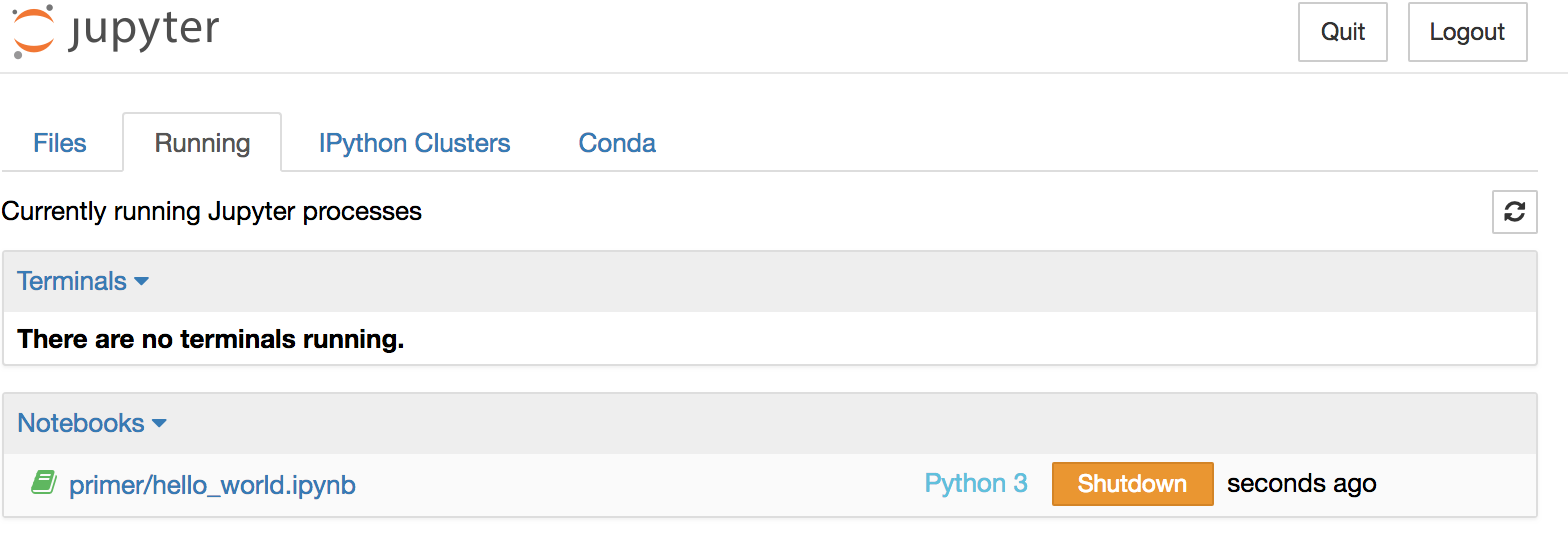 jupyter
Quit Logout
Files Running IPython Clusters Conda
Currently running Jupyter processes
Terminals
There are no terminals running.
Notebooks
primer/hello_world.ipynb Python 3 Shutdown seconds ago